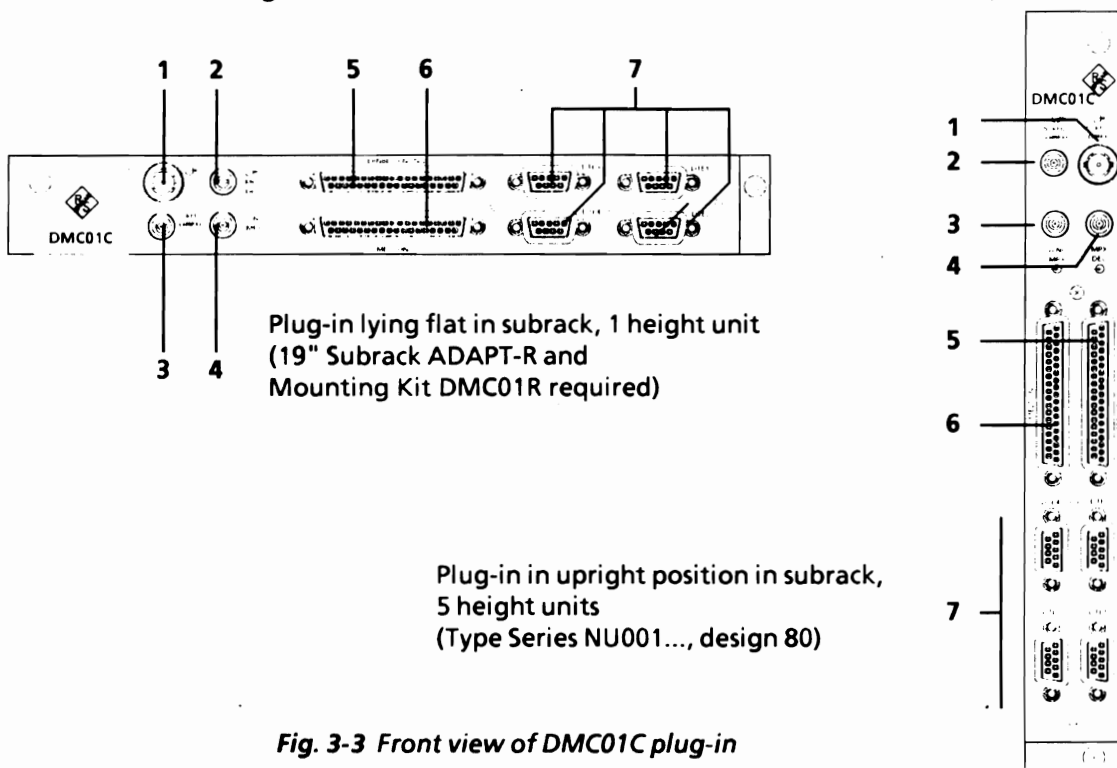 1 2 5 6 7
DMC01C
3 4
Plug-in lying flat in subrack, 1 height unit
(19" Subrack ADAPT-R and
Mounting Kit DMC01R required)
DMC01C
1
2
3
4
5
6
7
Plug-in in upright position in subrack,
5 height units
(Type Series NU001..., design 80)
Fig. 3-3 Front view of DMC01C plug-in